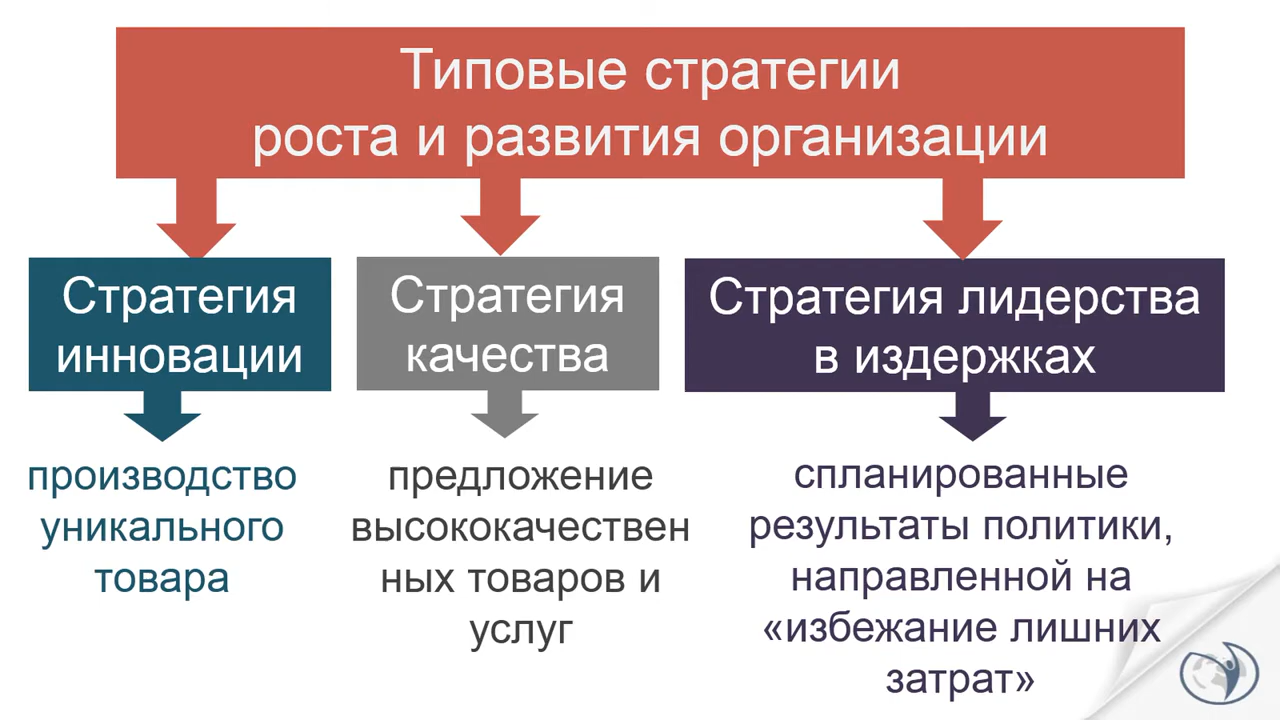 Типовые стратегии
роста и развития организации
Стратегия
инновации
Стратегия
качества
Стратегия лидерства
в издержках
производство
уникального
товара
предложение
высококачествен
ных товаров и
услуг
спланированные
результаты политики,
направленной на
«избежание лишних
затрат»